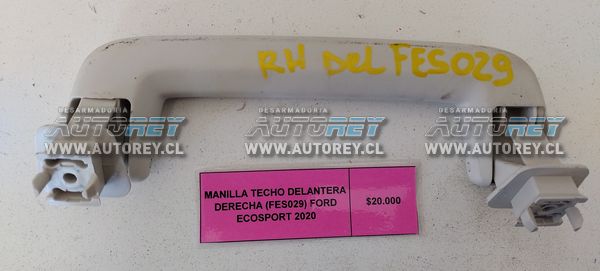 RH DEL FES029
DESARMADURIA
AUTOREY
WWW.AUTOREY.CL
DESARMADURIA
AUTOREY
WWW.AUTOREY.CL
DESARMADURIA
AUTOREY
WWW.AUTOREY.CL
MANILLA TECHO DELANTERA
DERECHA (FES029) FORD
ECOSPORT 2020
$20.000